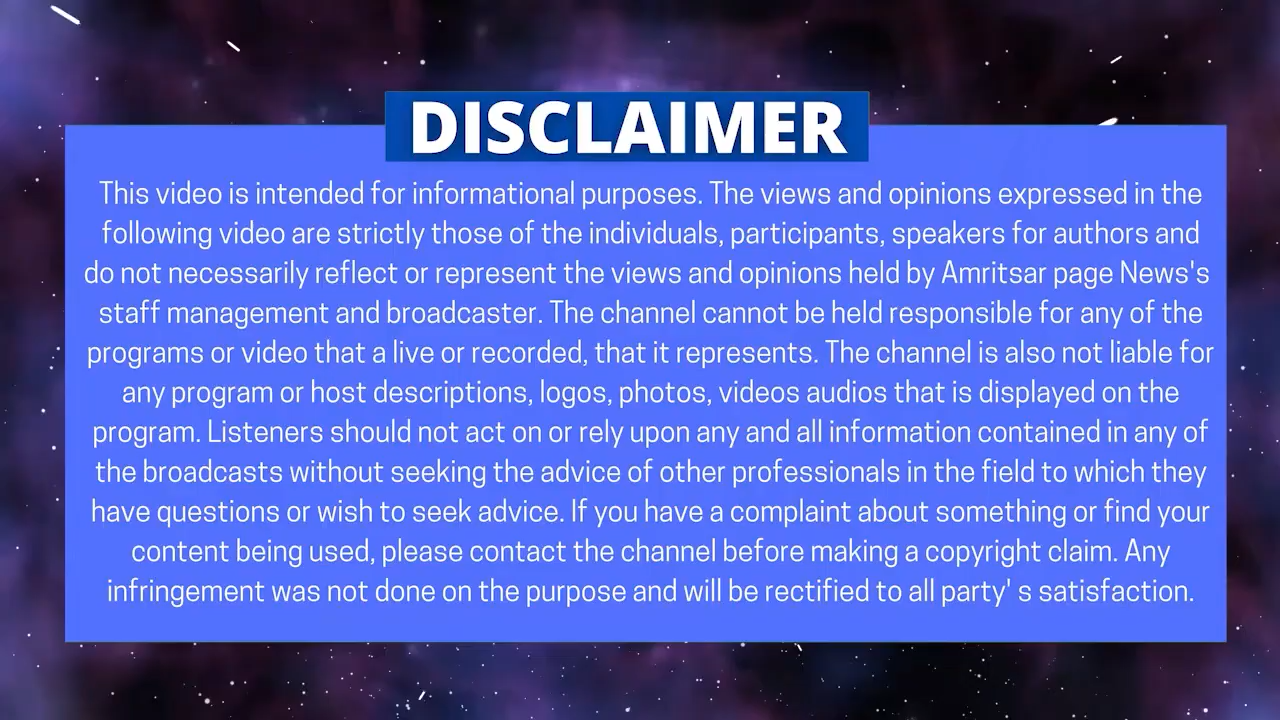 DISCLAIMER
This video is intended for informational purposes. The views and opinions expressed in the
following video are strictly those of the individuals, participants, speakers for authors and
do not necessarily reflect or represent the views and opinions held by Amritsar page News's
staff management and broadcaster. The channel cannot be held responsible for any of the
programs or video that a live or recorded, that it represents. The channel is also not liable for
any program or host descriptions, logos, photos, videos audios that is displayed on the
program. Listeners should not act on or rely upon any and all information contained in any of
the broadcasts without seeking the advice of other professionals in the field to which they
have questions or wish to seek advice. If you have a complaint about something or find your
content being used, please contact the channel before making a copyright claim. Any
infringement was not done on the purpose and will be rectified to all party' s satisfaction.